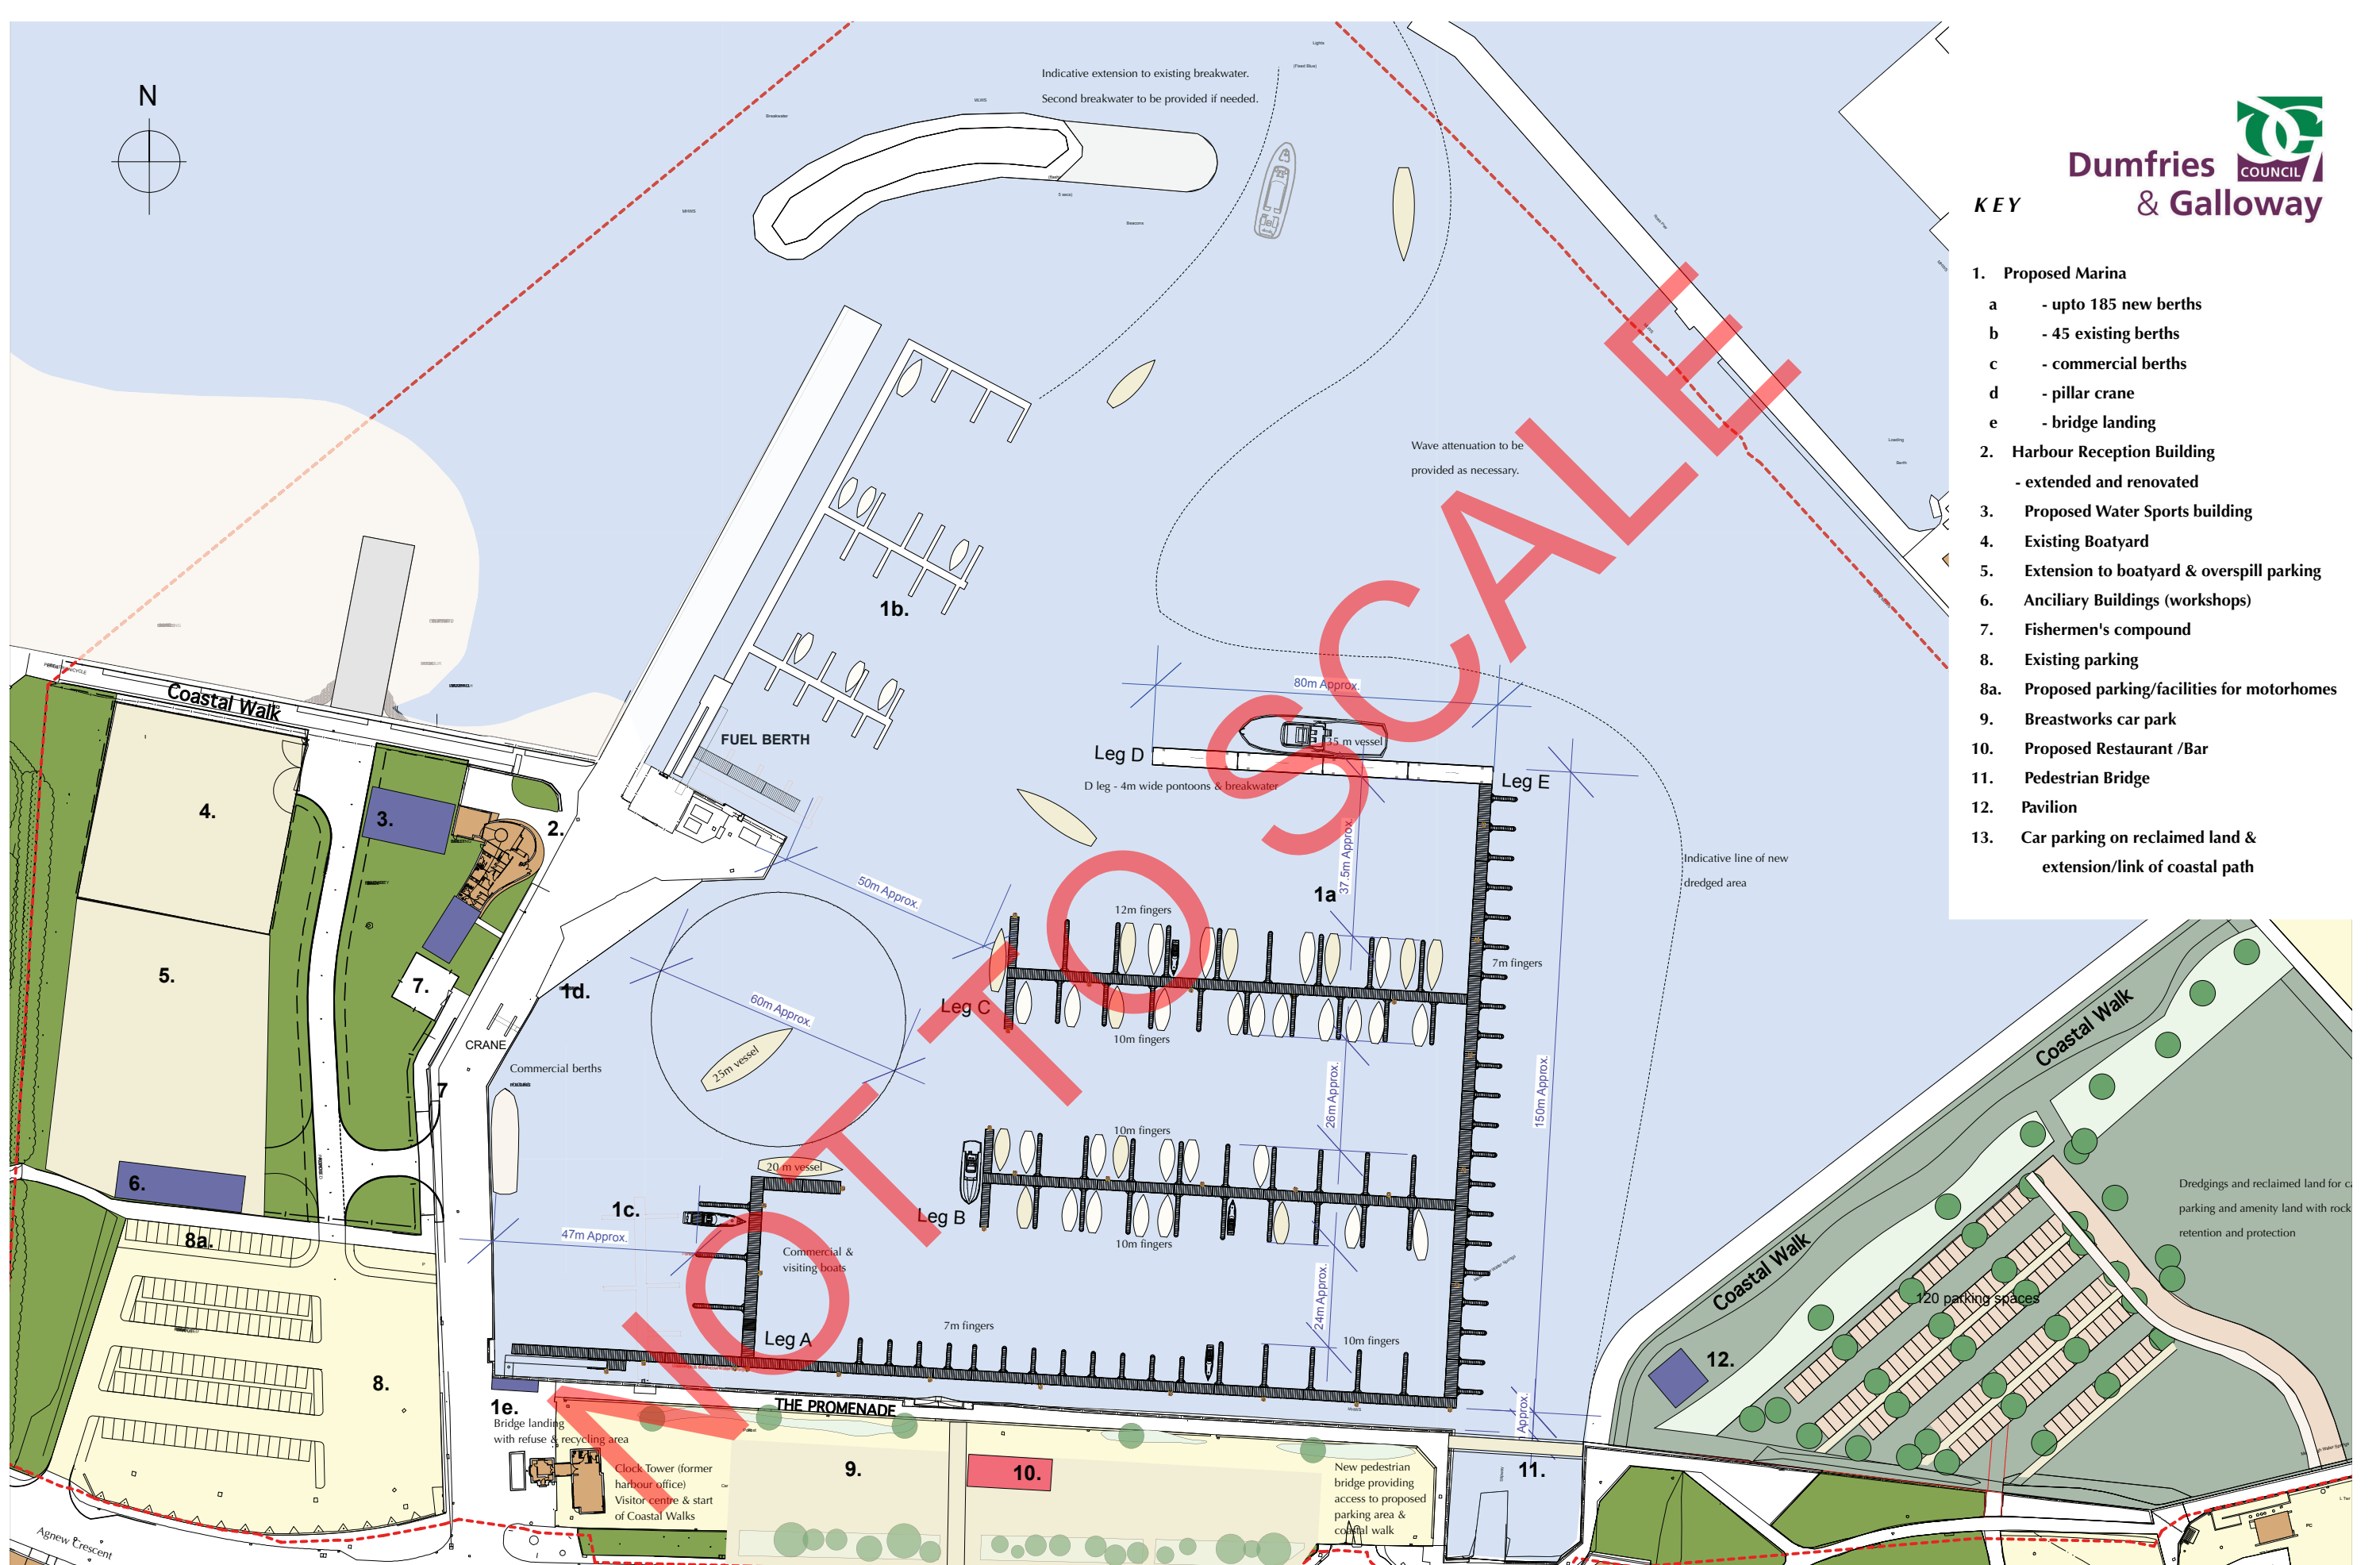 N
Indicative extension to existing breakwater.
Second breakwater to be provided if needed.
Lights
(Fixed Blue)
MLWS
Breakwater
MHWS
Beacons
Dumfries
& Galloway
COUNCIL
KEY
1. Proposed Marina
a - upto 185 new berths
b - 45 existing berths
c - commercial berths
d - pillar crane
e - bridge landing
2. Harbour Reception Building
- extended and renovated
3. Proposed Water Sports building
4. Existing Boatyard
5. Extension to boatyard & overspill parking
6. Anciliary Buildings (workshops)
7. Fishermen's compound
8. Existing parking
8a. Proposed parking/facilities for motorhomes
9. Breastworks car park
10. Proposed Restaurant /Bar
11. Pedestrian Bridge
12. Pavilion
13. Car parking on reclaimed land &
extension/link of coastal path
Wave attenuation to be
provided as necessary.
Loading
Berth
1b.
Coastal Walk
FUEL BERTH
80m Approx.
35 m vessel
Leg D
Leg E
D leg - 4m wide pontoons & breakwater
37.5m Approx.
Indicative line of new
dredged area
4.
3.
2.
50m Approx.
1a
12m fingers
7m fingers
5.
7.
1d.
60m Approx.
Leg C
10m fingers
CRANE
Commercial berths
25m vessel
7
26m Approx.
150m Approx.
10m fingers
20 m vessel
6.
1c.
Leg B
10m fingers
8a.
47m Approx.
Commercial &
visiting boats
24m Approx.
Leg A
7m fingers
10m fingers
Coastal Walk
Coastal Walk
Dredgings and reclaimed land for
parking and amenity land with rock
retention and protection
120 parking spaces
12.
8.
1e.
Bridge landing
with refuse & recycling area
THE PROMENADE
Approx.
Clock Tower (former
harbour office)
Visitor centre & start
of Coastal Walks
9.
10.
New pedestrian
bridge providing
access to proposed
parking area &
coastal walk
11.
Agnew Crescent
PC
NOT TO SCALE